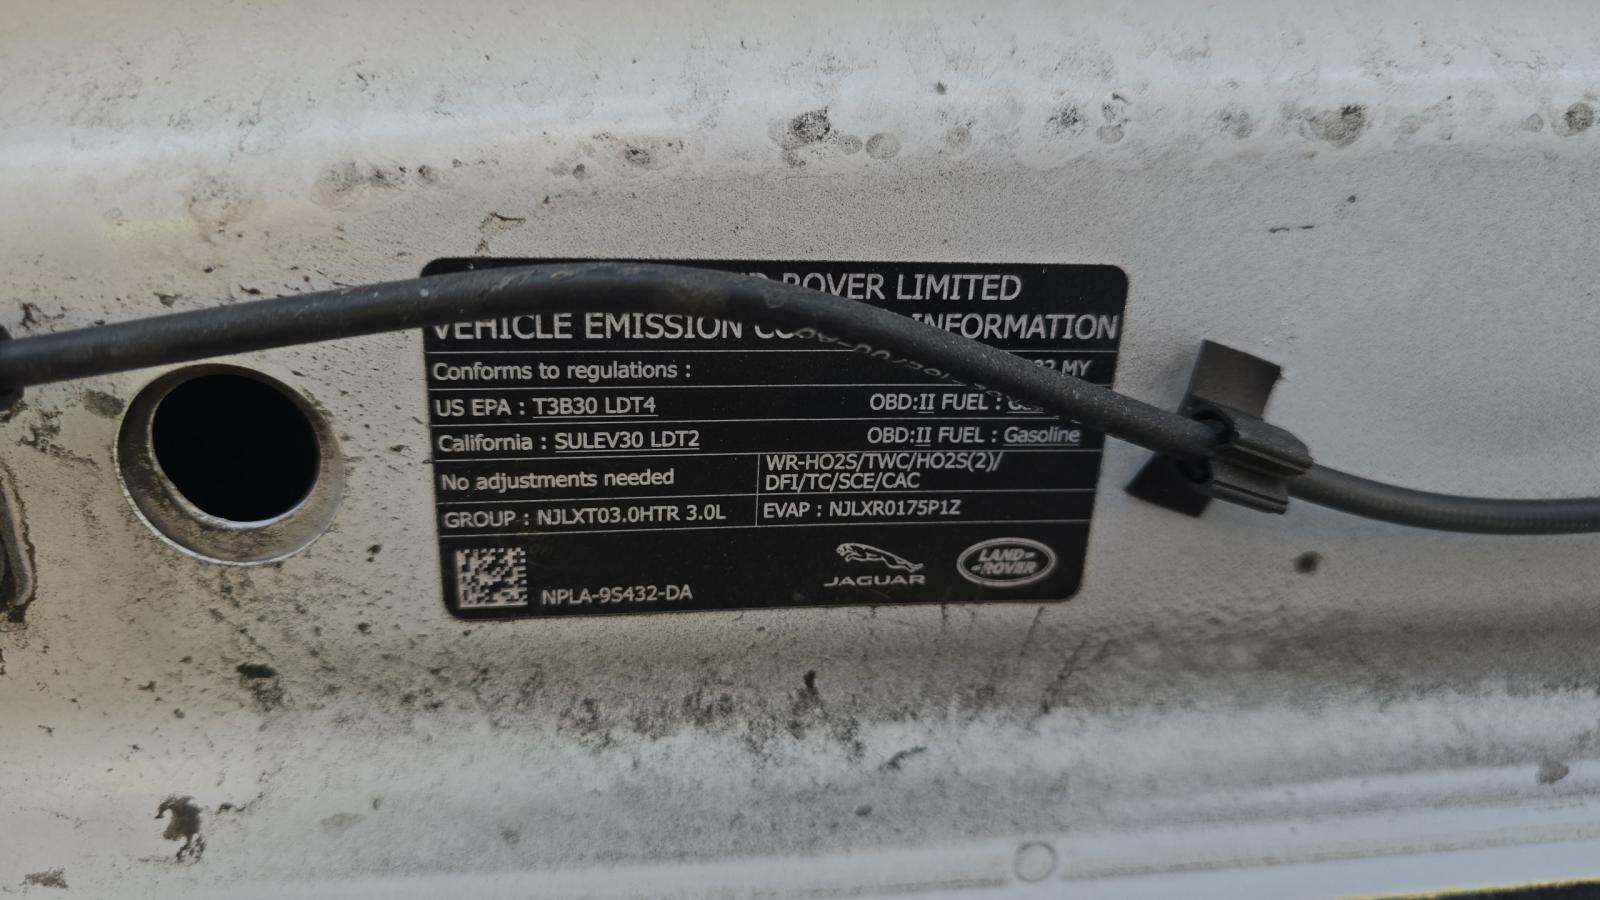 ROVER LIMITED
VEHICLE EMISSION INFORMATION
Conforms to regulations : MY
US EPA : T3B30 LDT4 OBD:II FUEL :
California : SULEV30 LDT2 OBD:II FUEL : Gasoline
No adjustments needed
WR-HO2S/TWC/HO2S(2)/
DFI/TC/SCE/CAC
GROUP : NJLXT03.0HTR 3.0L
EVAP : NJLXR0175P1Z
NPLA-9S432-DA
JAGUAR
LAND-
-ROVER